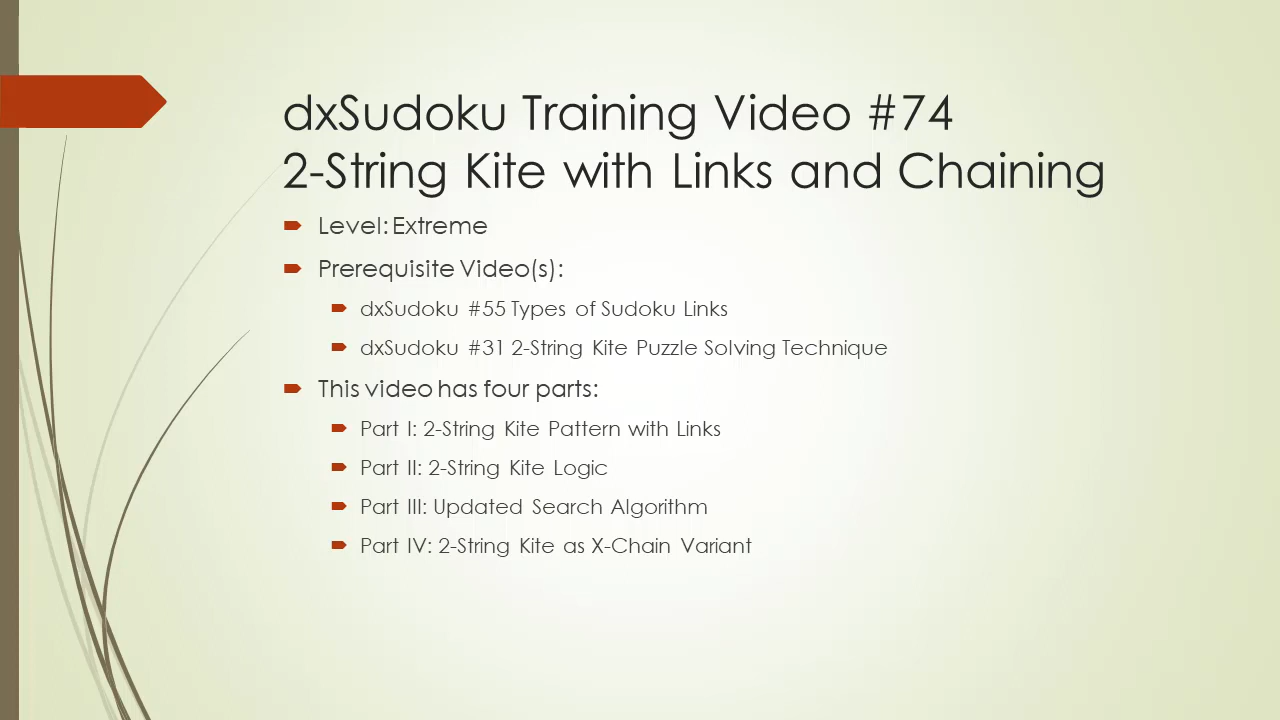 dxSudoku Training Video #74
2-String Kite with Links and Chaining
Level: Extreme
Prerequisite Video(s):
dxSudoku #55 Types of Sudoku Links
dxSudoku #31 2-String Kite Puzzle Solving Technique
This video has four parts:
Part I: 2-String Kite Pattern with Links
Part II: 2-String Kite Logic
Part III: Updated Search Algorithm
Part IV: 2-String Kite as X-Chain Variant